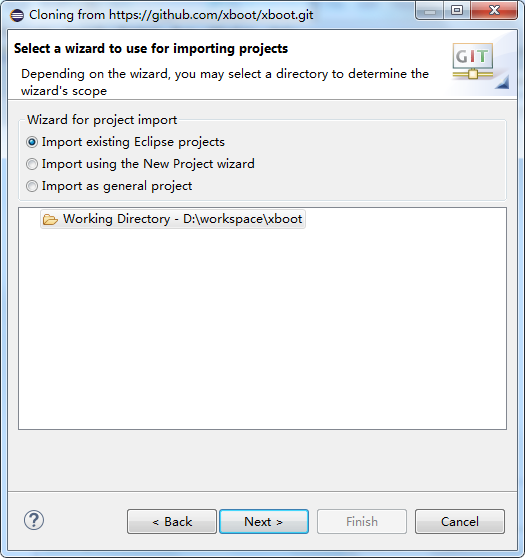 Cloning from https://github.com/xboot/xboot.git
Select a wizard to use for importing projects
Depending on the wizard, you may select a directory to determine the
wizard's scope
GIT
Wizard for project import
Import existing Eclipse projects
Import using the New Project wizard
Import as general project
Working Directory - D:\workspace\xboot
?
< Back
Next >
Finish
Cancel